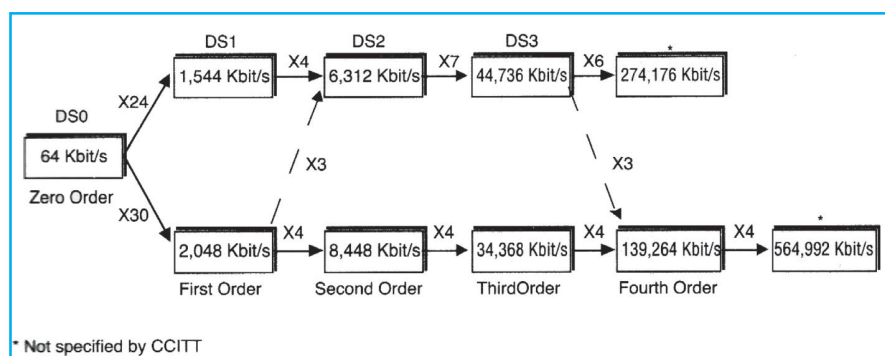 DS1 X4 DS2 X7 DS3 X6 *
1,544 Kbit/s 6,312 Kbit/s 44,736 Kbit/s 274,176 Kbit/s
X24
DS0
64 Kbit/s
X3 X3
Zero Order
X30
X4 X4 X4 X4 *
2,048 Kbit/s 8,448 Kbit/s 34,368 Kbit/s 139,264 Kbit/s 564,992 Kbit/s
First Order Second Order ThirdOrder Fourth Order
* Not specified by CCITT